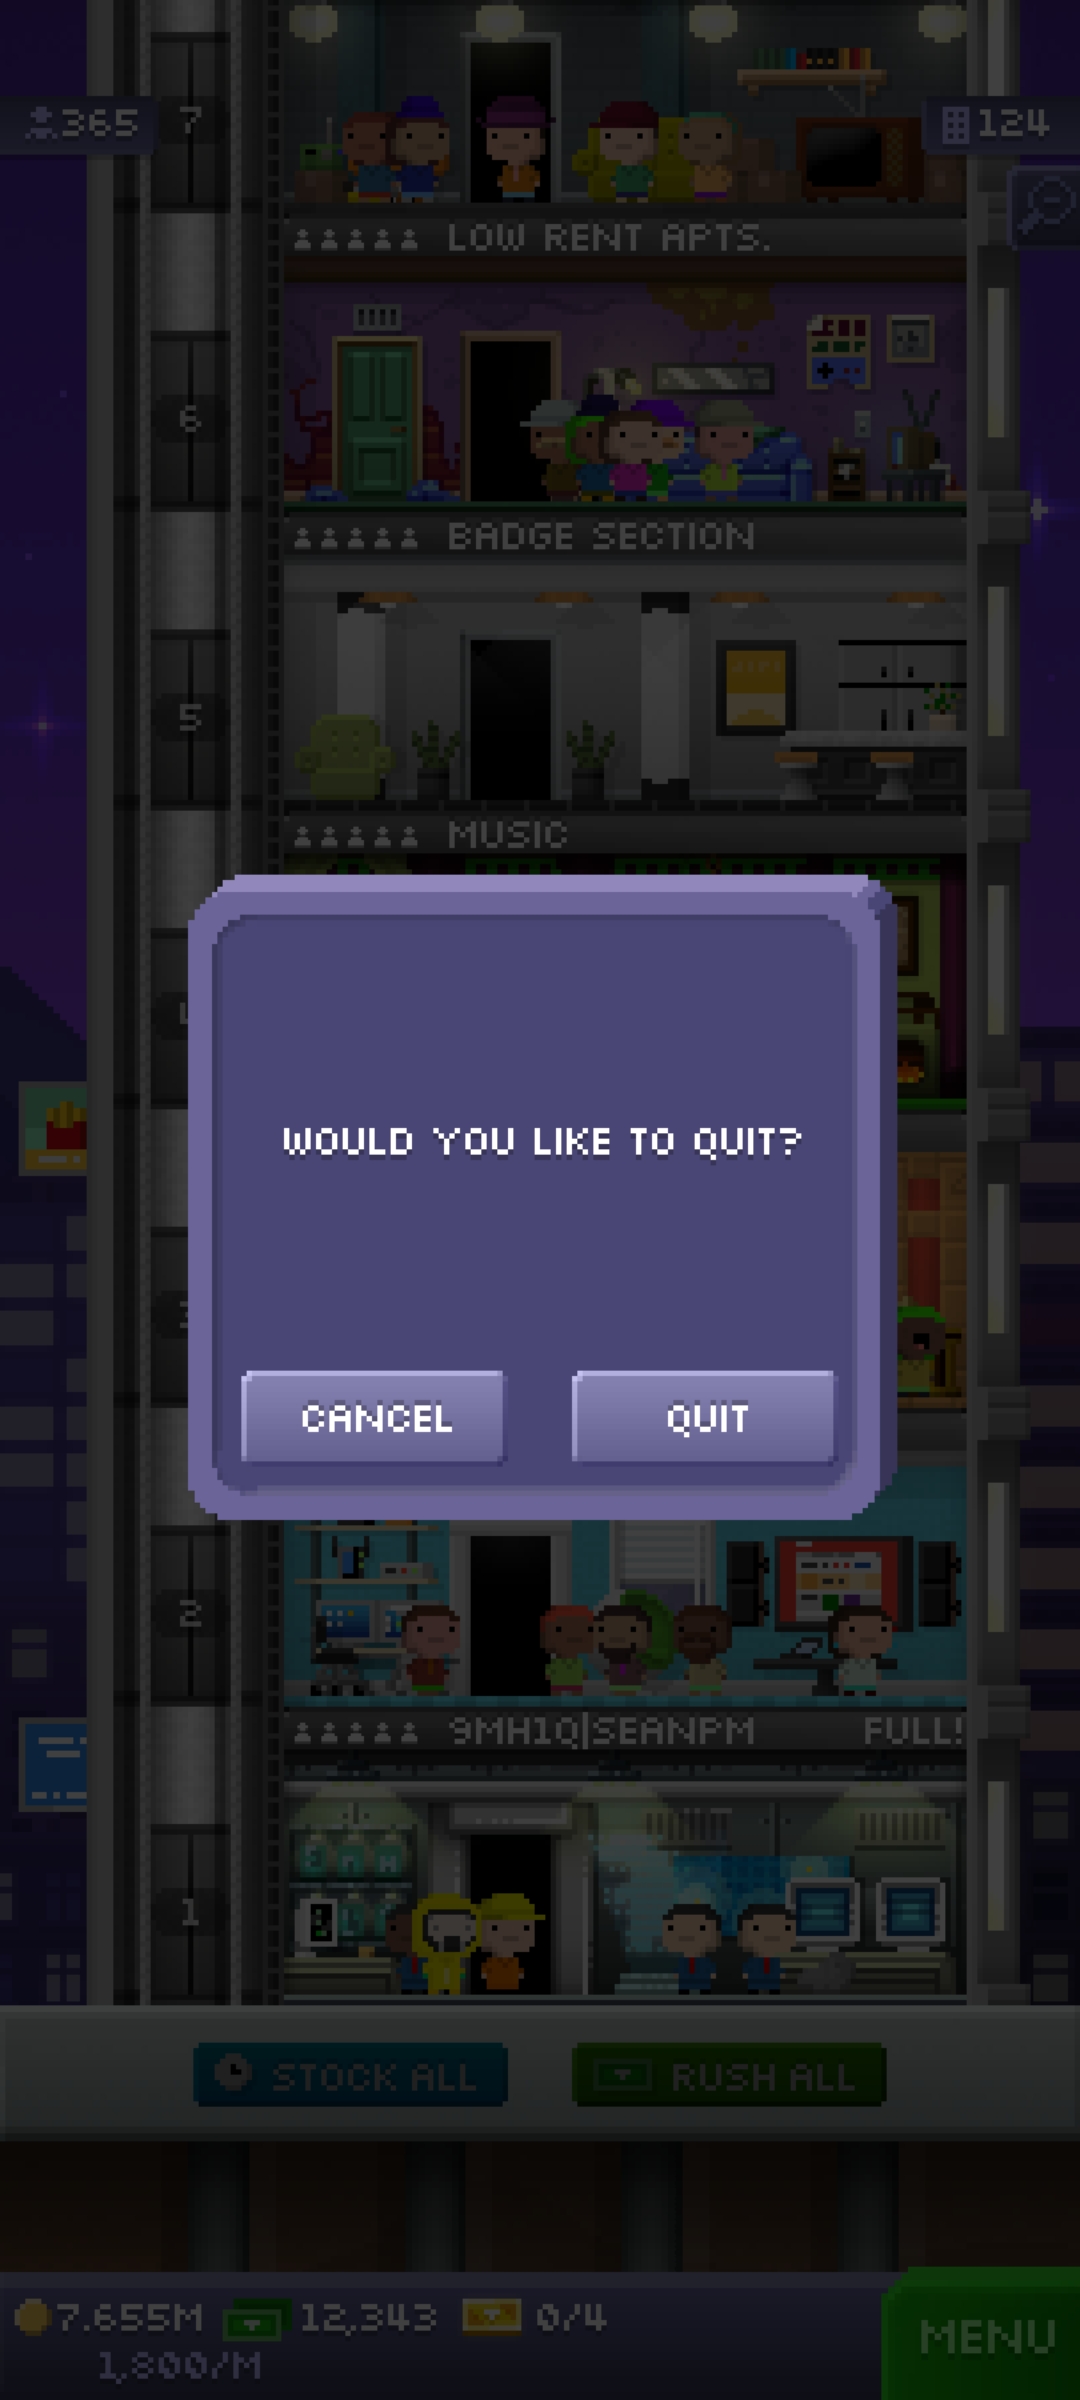 365
7
124
LOW RENT APTS.
6
BADGE SECTION
5
MUSIC
WOULD YOU LIKE TO QUIT?
CANCEL
QUIT
2
9MH1Q|SEANPM
FULL!
1
STOCK ALL
RUSH ALL
7.655M
12,343
0/4
1,800/M
MENU